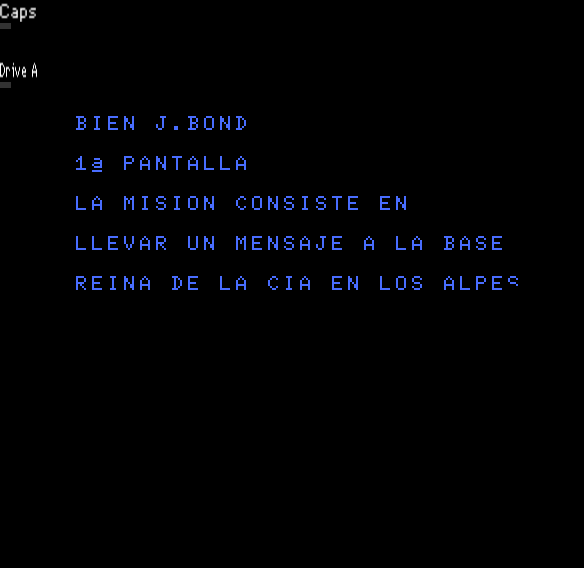 Caps
Drive A
BIEN J.BOND
1ª PANTALLA
LA MISION CONSISTE EN
LLEVAR UN MENSAJE A LA BASE
REINA DE LA CIA EN LOS ALPES